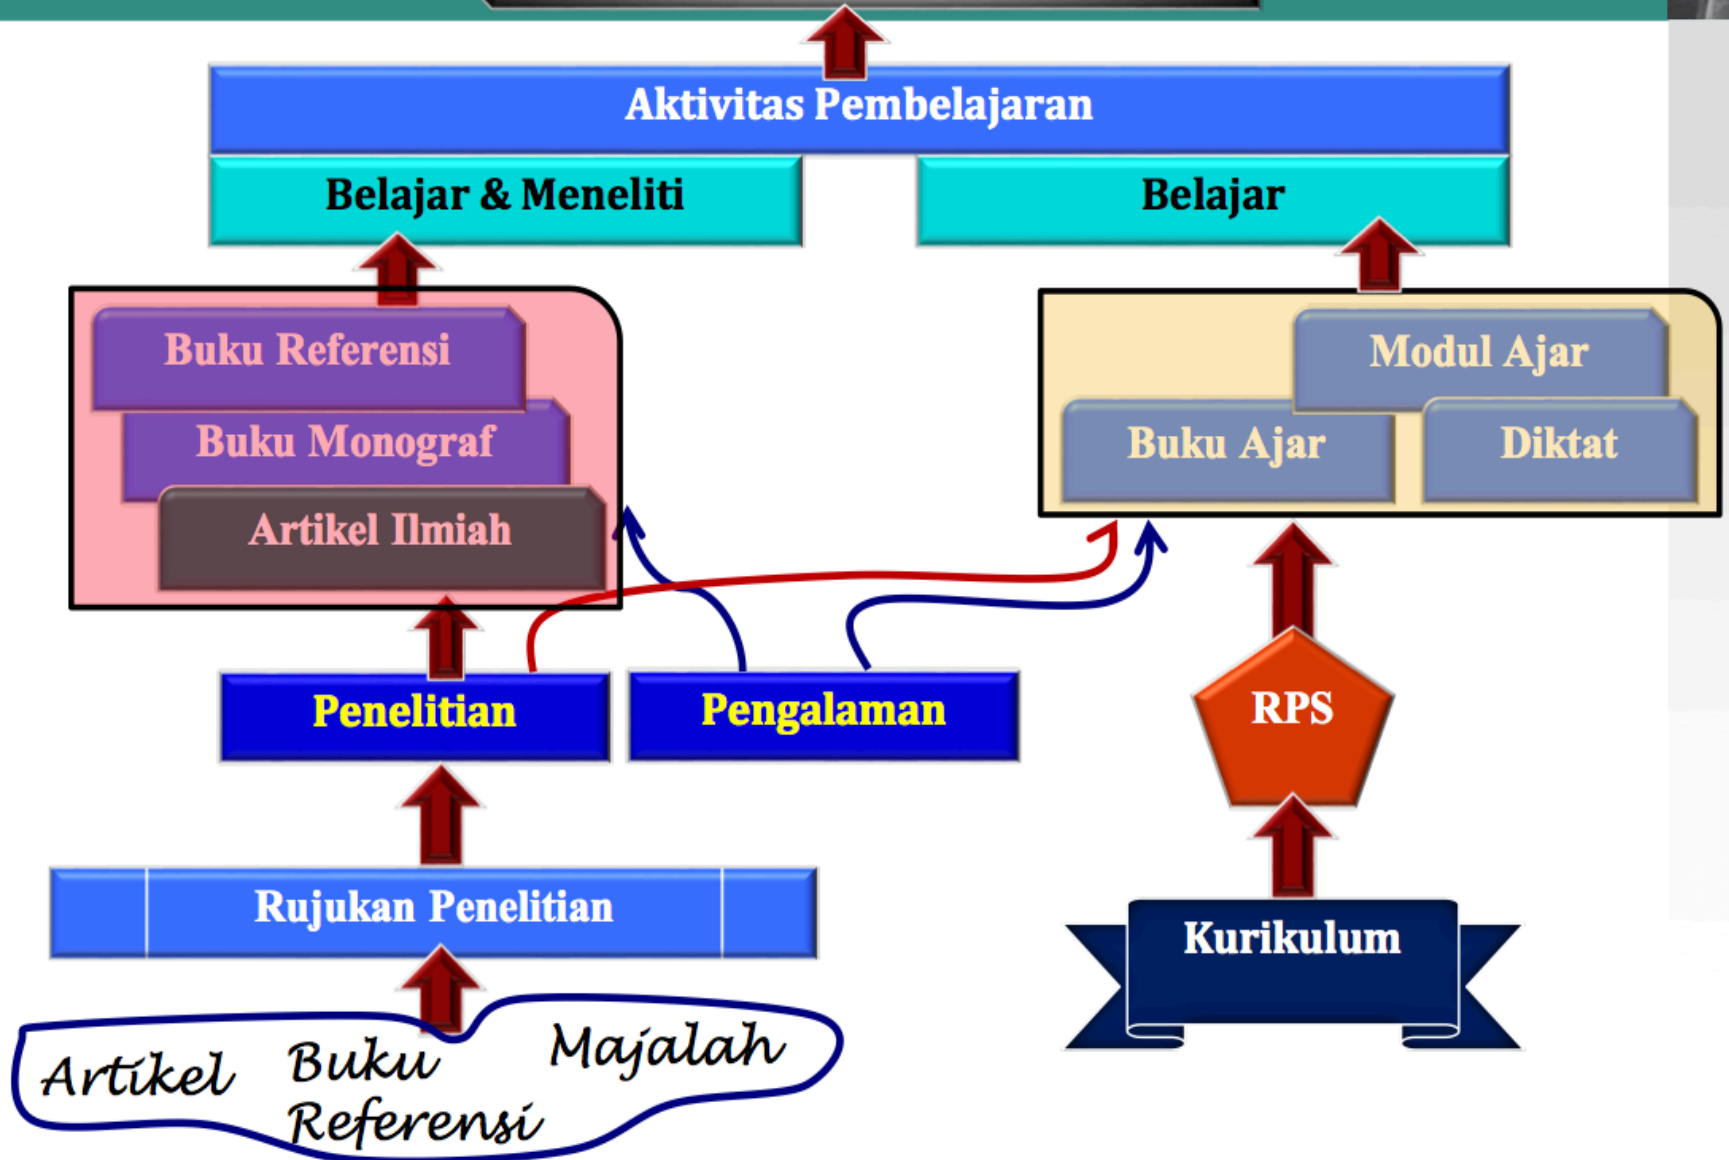 Aktivitas Pembelajaran
Belajar & Meneliti
Belajar
Buku Referensi
Buku Monograf
Artikel Ilmiah
Modul Ajar
Buku Ajar
Diktat
Penelitian
Pengalaman
RPS
Rujukan Penelitian
Kurikulum
Artikel
Buku
Referensi
Majalah